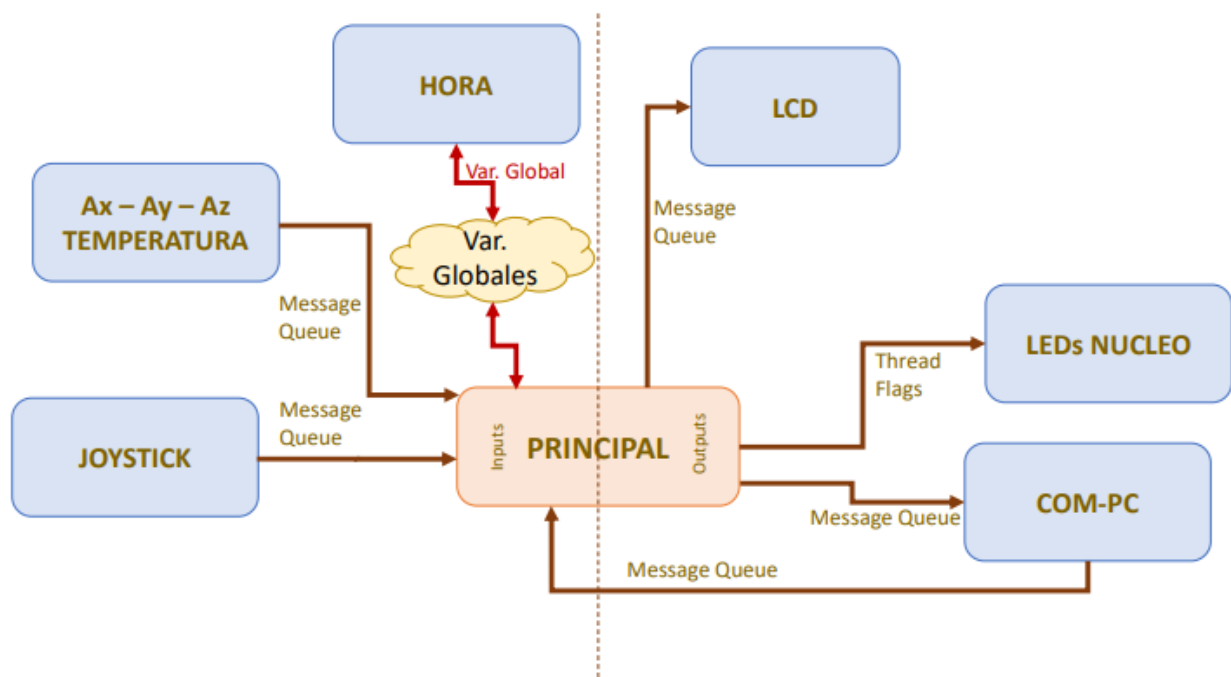 HORA
LCD
Var. Global
Ax – Ay – Az
TEMPERATURA
Message
Queue
Var.
Globales
Message
Queue
LEDs NUCLEO
Thread
Flags
Message
Queue
JOYSTICK
Inputs
PRINCIPAL
Outputs
COM-PC
Message Queue
Message Queue